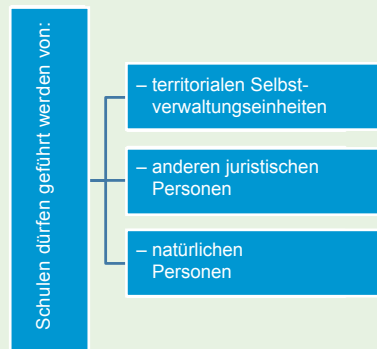 Schulen dürfen geführt werden von:
– territorialen Selbst-
verwaltungseinheiten
– anderen juristischen
Personen
– natürlichen
Personen